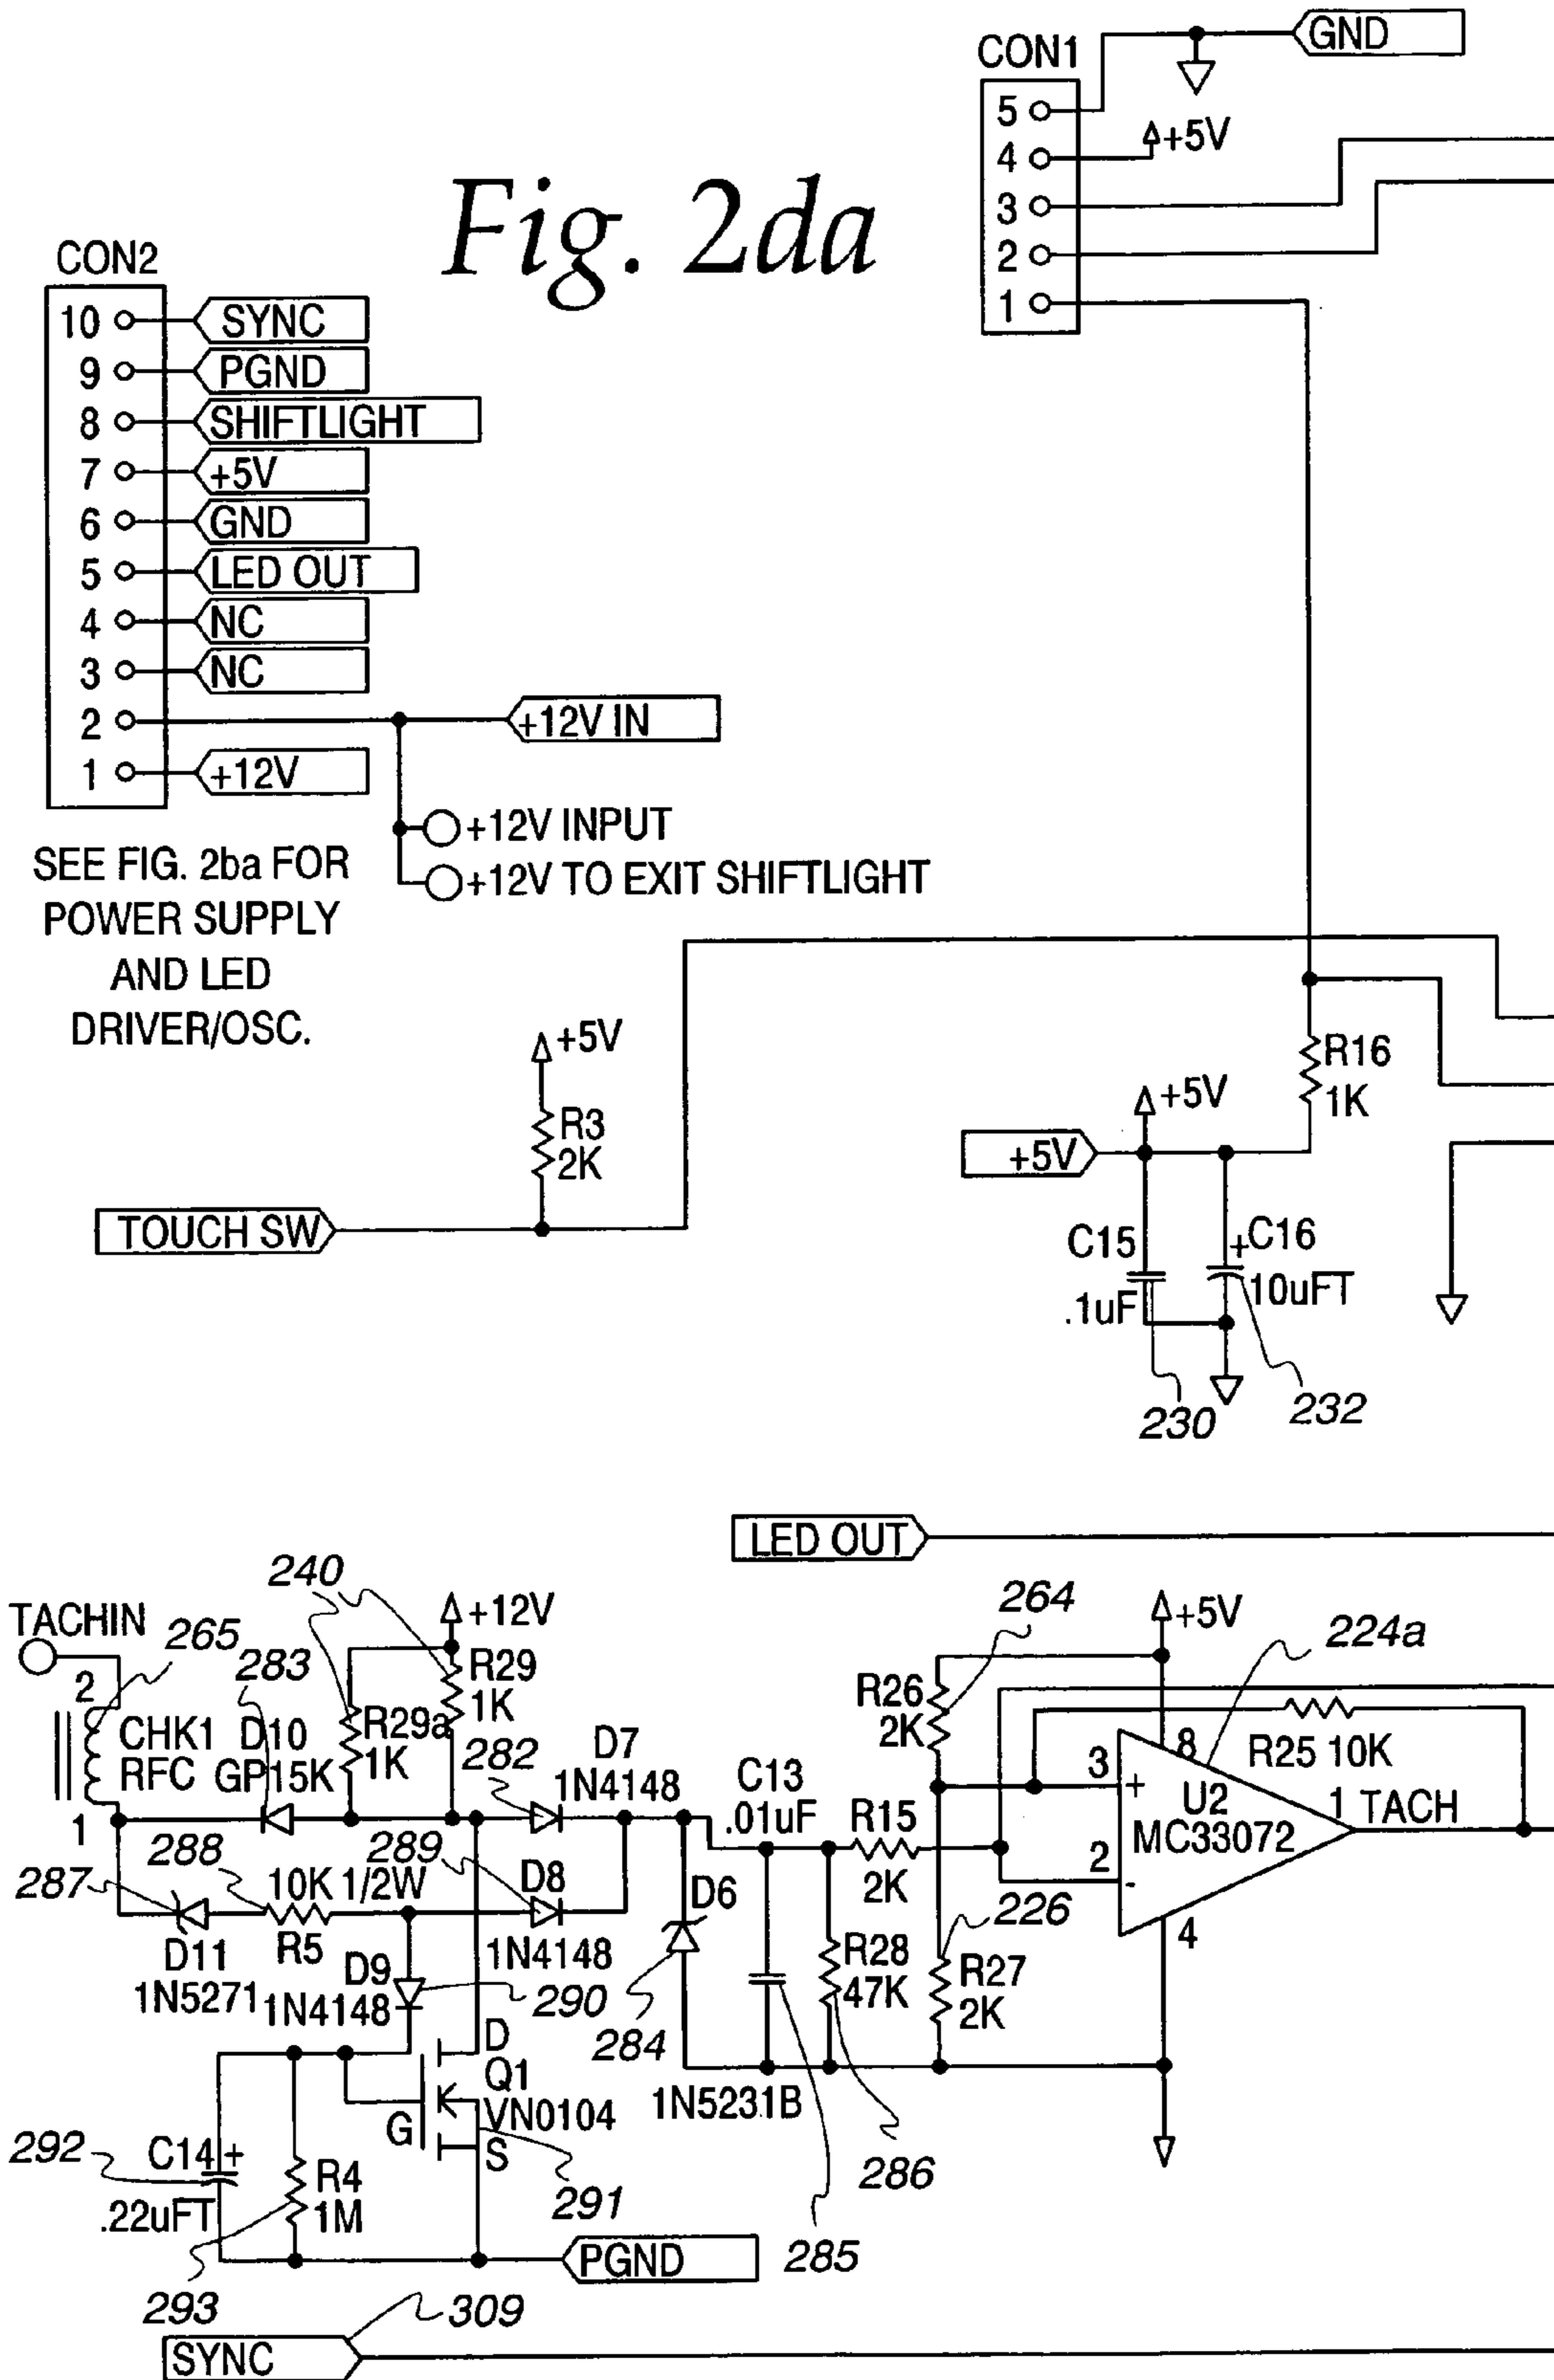 GND
CON1
5
4 +5V
3
2
1
Fig. 2da
CON2
10 SYNC
9 PGND
8 SHIFTLIGHT
7 +5V
6 GND
5 LED OUT
4 NC
3 NC
2 +12V IN
1 +12V
+12V INPUT
+12V TO EXIT SHIFTLIGHT
SEE FIG. 2ba FOR
POWER SUPPLY
AND LED
DRIVER/OSC.
+5V
R3
2K
TOUCH SW
R16
1K
+5V
+5V
C15
.1uF
+ C16
10uFT
230
232
LED OUT
TACHIN
265
2
CHK1
RFC
1
240
+12V
R29
1K
R29a
1K
283
D10
GP15K
282
D7
1N4148
289
D8
1N4148
287
D11
1N5271
288
10K 1/2W
R5
D9
1N4148
290
D
Q1
VN0104
G
S
291
292
C14 +
.22uFT
R4
1M
293
PGND
D6
284
1N5231B
C13
.01uF
285
R28
47K
286
R15
2K
264
R26
2K
226
R27
2K
+5V
224a
R25 10K
3
+
8
U2
MC33072
1 TACH
2
-
4
309
SYNC